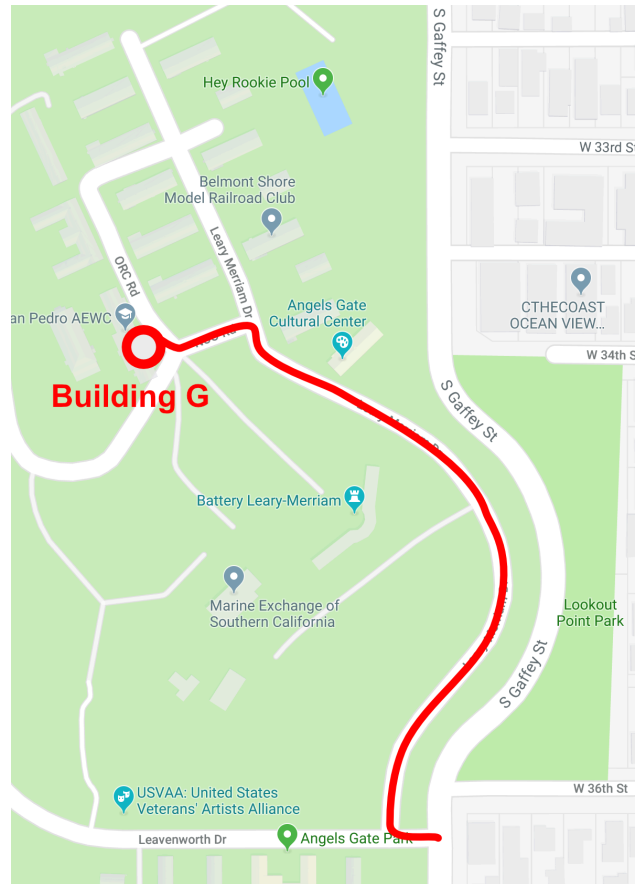 S Gaffey St
Hey Rookie Pool
W 33rd S
Belmont Shore
Model Railroad Club
Leary Merriam Dr
ORC Rd
Angels Gate
Cultural Center
CTHECOAST
OCEAN VIEW...
an Pedro AEWC
W 34th S
Building G
S Gaffey St
Battery Leary-Merriam
Marine Exchange of
Southern California
Lookout
Point Park
S Gaffey St
W 36th St
USVAA: United States
Veterans' Artists Alliance
Leavenworth Dr
Angels Gate Park